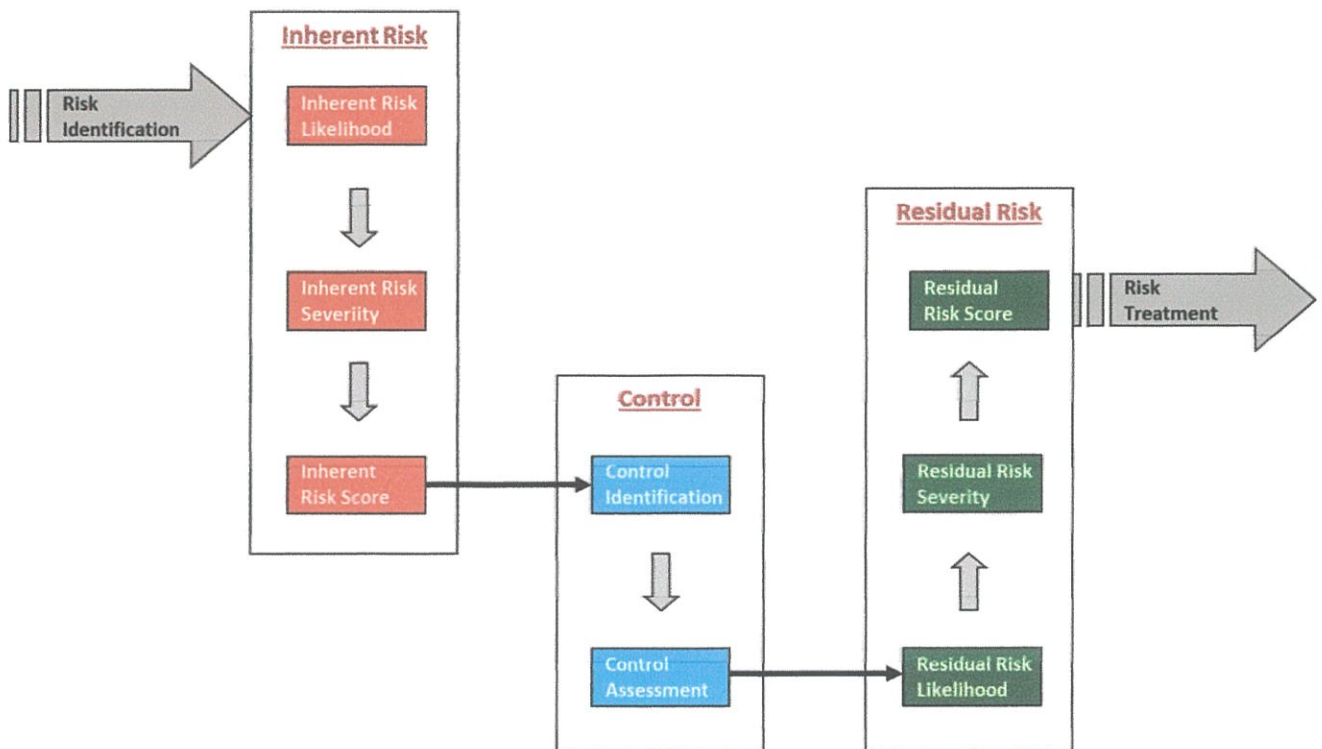 Inherent Risk
Risk
Identification
Inherent Risk
Likelihood
Inherent Risk
Severiity
Inherent
Risk Score
Control
Control
Identification
Control
Assessment
Residual Risk
Residual
Risk Score
Residual Risk
Severity
Residual Risk
Likelihood
Risk
Treatment